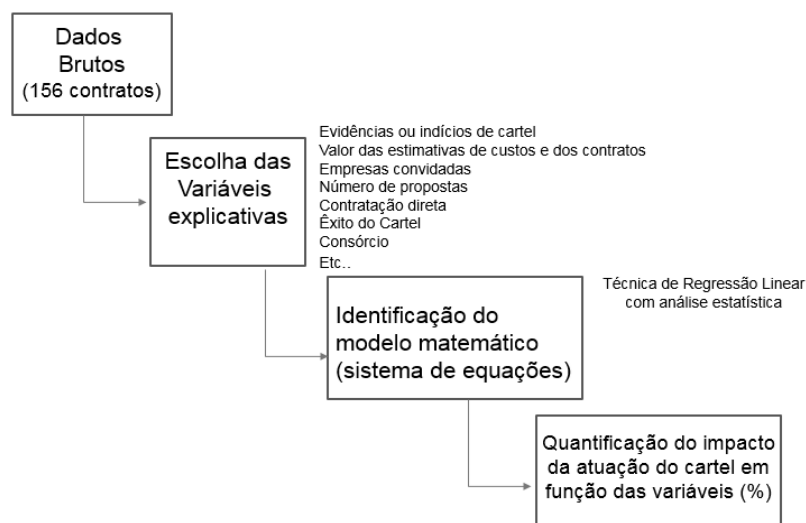 Dados
Brutos
(156 contratos)
Escolha das
Variáveis
explicativas
Evidências ou indícios de cartel
Valor das estimativas de custos e dos contratos
Empresas convidadas
Número de propostas
Contratação direta
Êxito do Cartel
Consórcio
Etc..
Identificação do
modelo matemático
(sistema de equações)
Técnica de Regressão Linear
com análise estatística
Quantificação do impacto
da atuação do cartel em
função das variáveis (%)